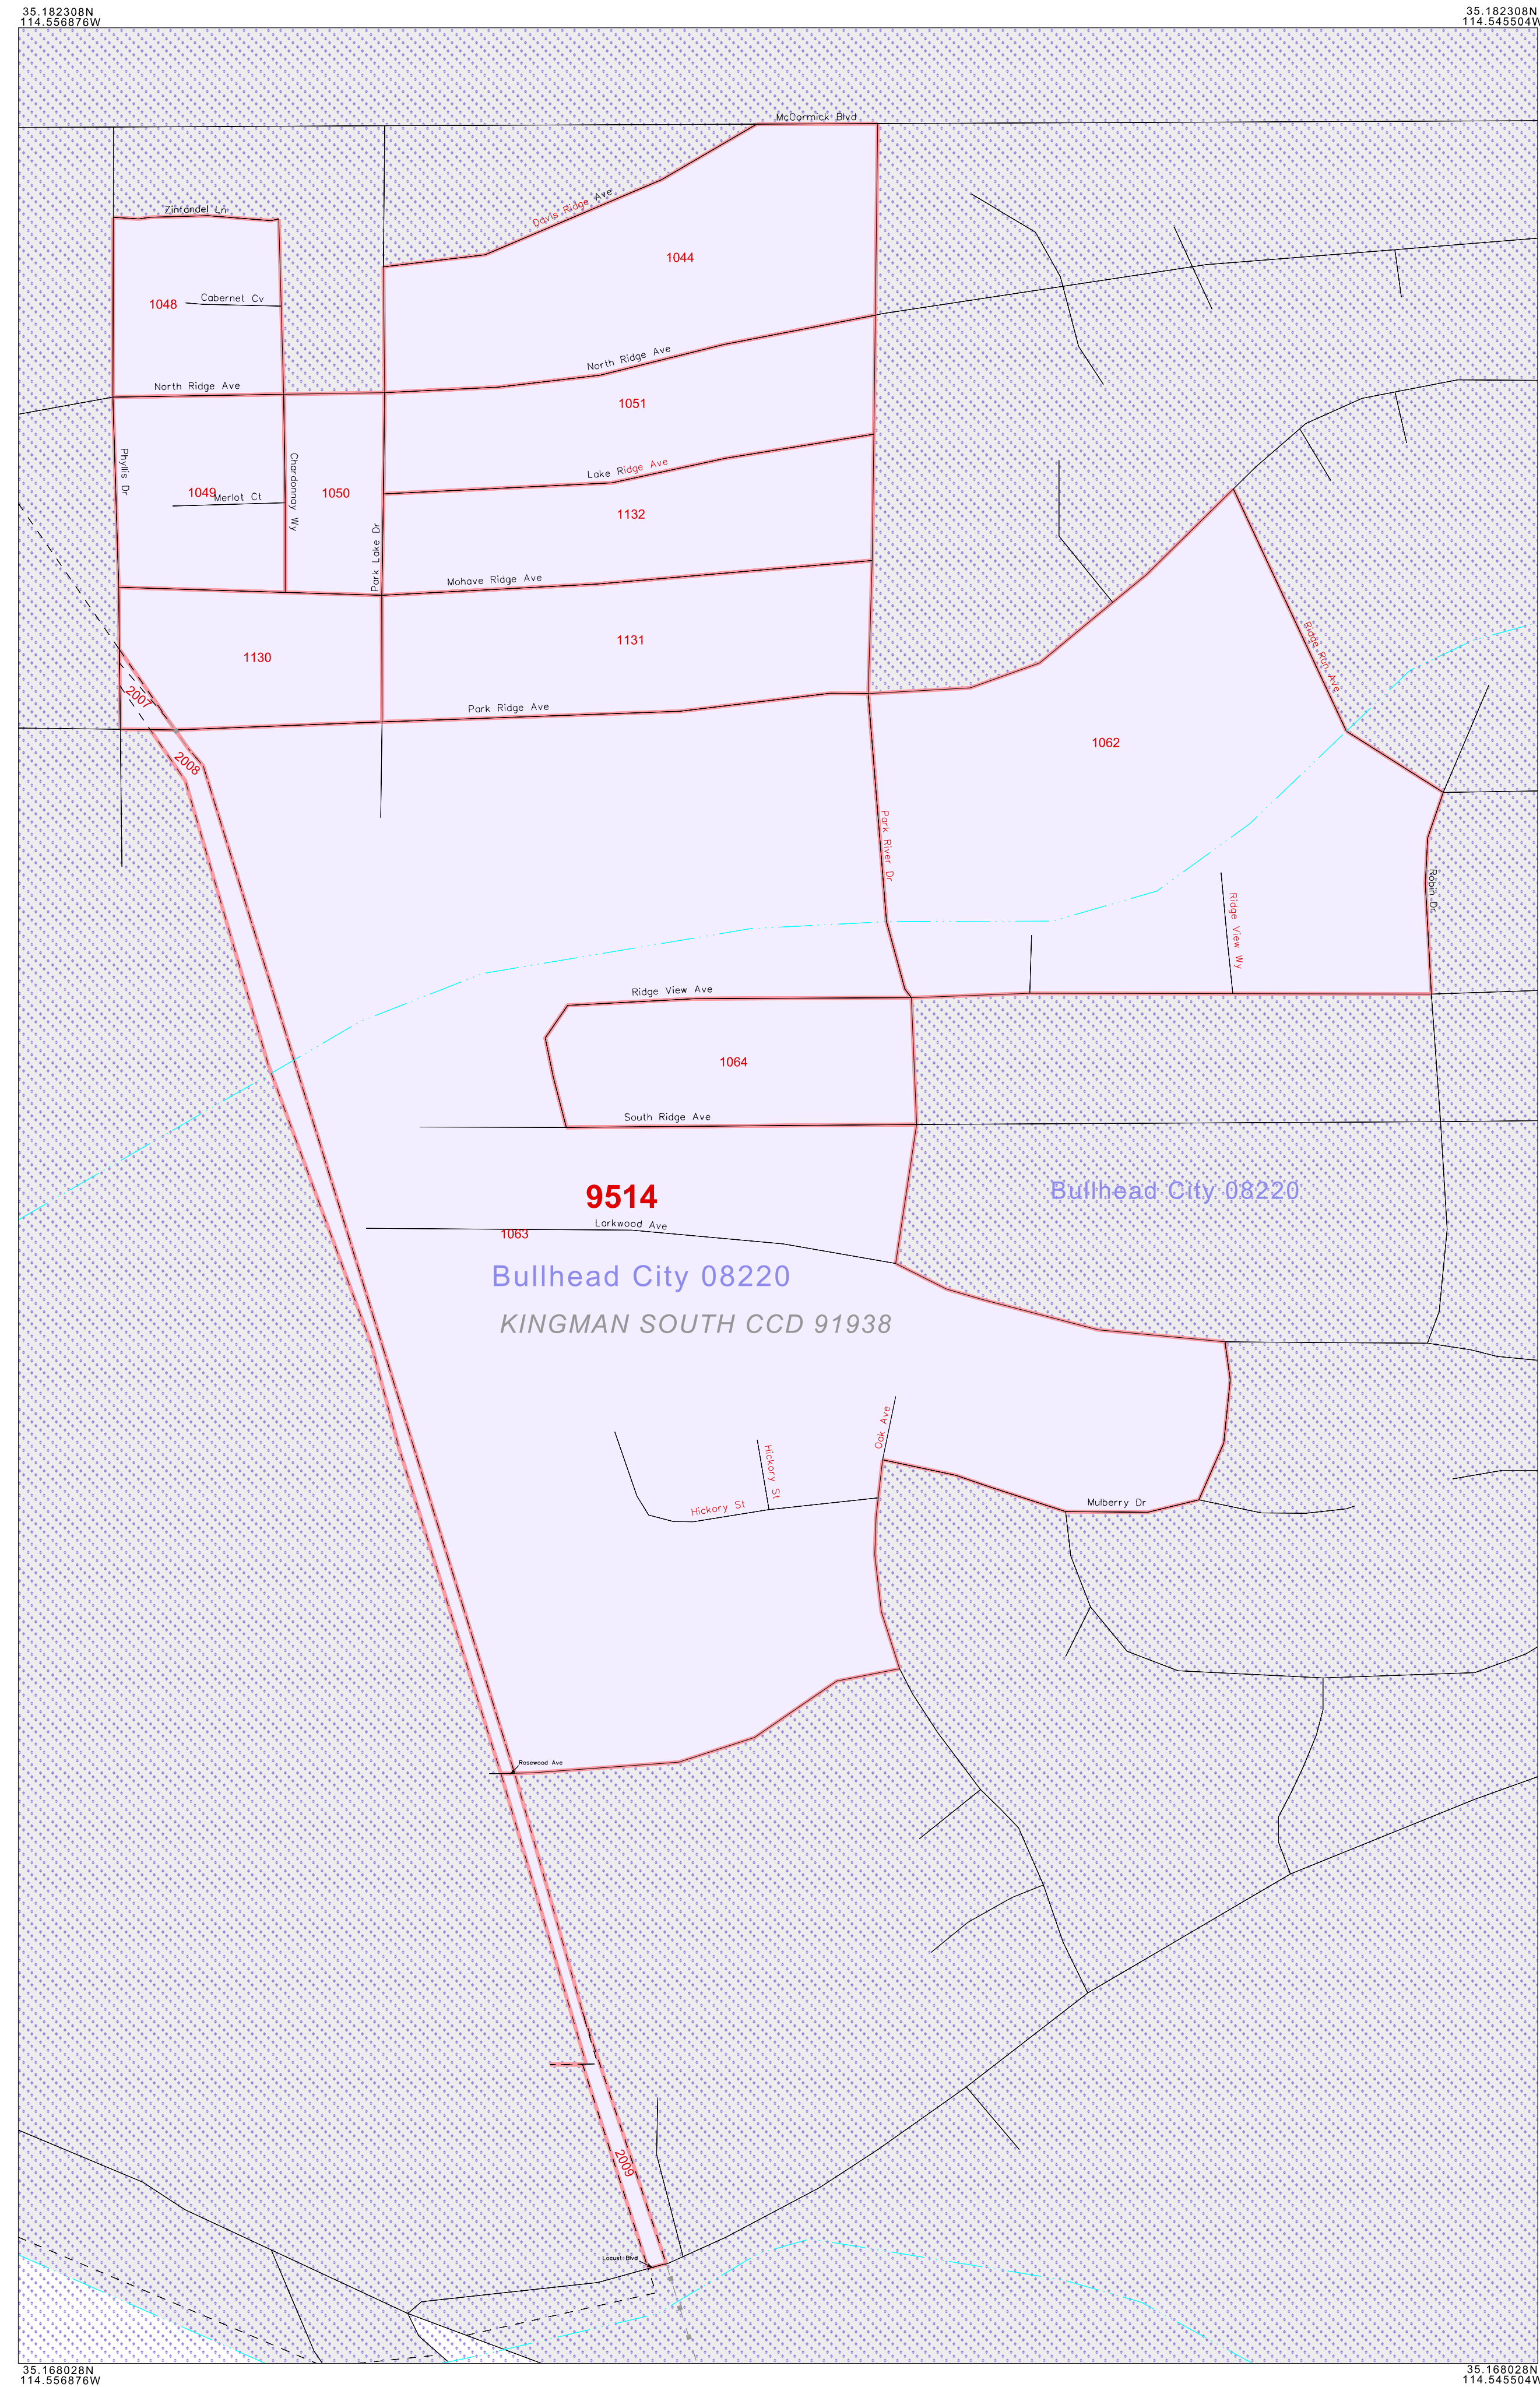 35.182308N
114.556876W
35.182308N
114.545504W
McCormick Blvd
Davis Ridge Ave
Zinfandel Ln
1044
1048
Cabernet Cv
North Ridge Ave
North Ridge Ave
1051
Phyllis Dr
Chardonnay Wy
Lake Ridge Ave
1049
Merlot Ct
1050
1132
Park Lake Dr
Mohave Ridge Ave
1131
1130
Ridge Run Ave
2007
Park Ridge Ave
1062
2008
Park River Dr
Robin Dr
Ridge View Wy
Ridge View Ave
1064
South Ridge Ave
9514
Bullhead City 08220
Larkwood Ave
1063
Bullhead City 08220
KINGMAN SOUTH CCD 91938
Oak Ave
Hickory St
Hickory St
Mulberry Dr
Rosewood Ave
2009
Locust Blvd
35.168028N
114.556876W
35.168028N
114.545504W